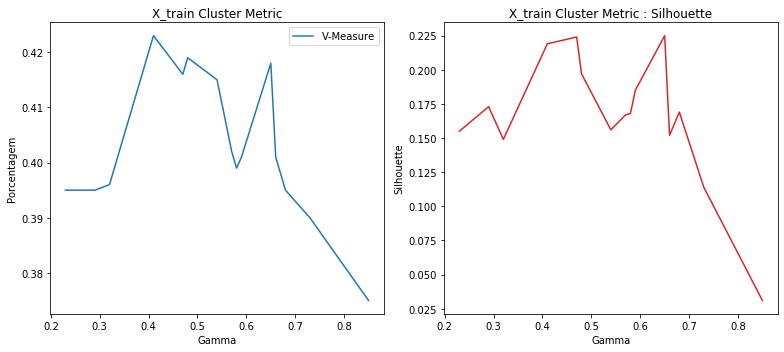 X_train Cluster Metric
V-Measure
Porcentagem
0.42
0.41
0.40
0.39
0.38
0.2 0.3 0.4 0.5 0.6 0.7 0.8
Gamma
X_train Cluster Metric : Silhouette
Silhouette
0.225
0.200
0.175
0.150
0.125
0.100
0.075
0.050
0.025
0.2 0.3 0.4 0.5 0.6 0.7 0.8
Gamma